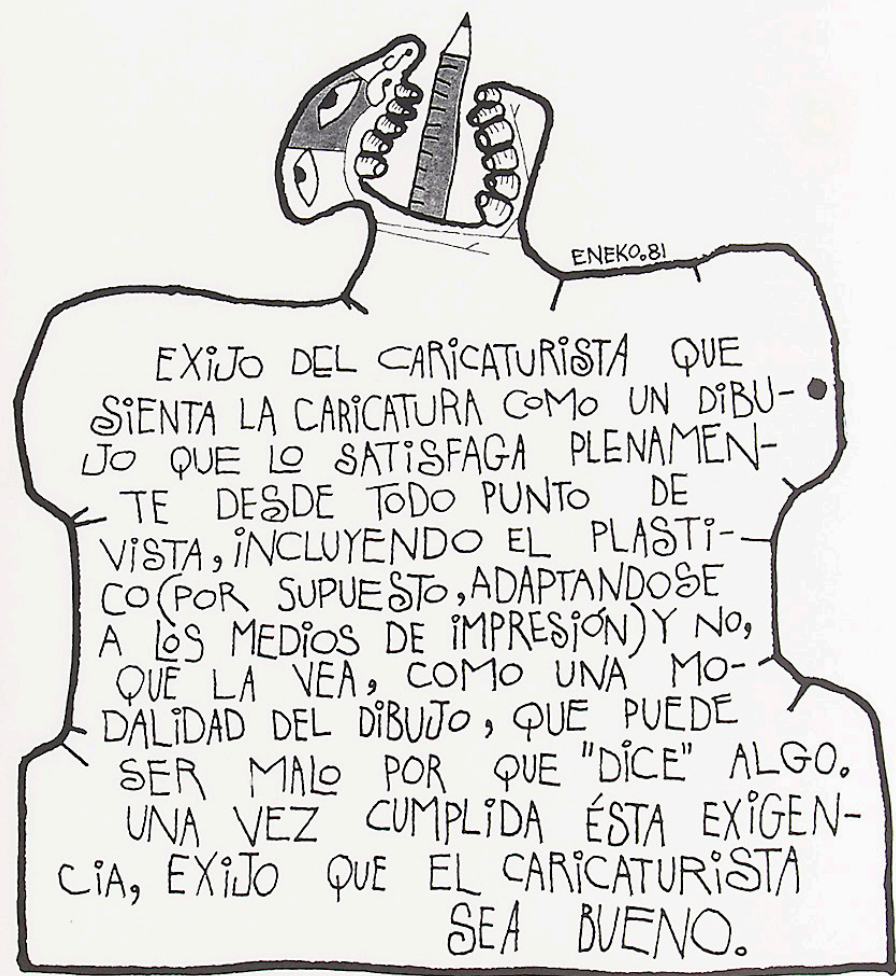 ENEKO.81
EXIJO DEL CARICATURISTA QUE
SIENTA LA CARICATURA COMO UN DIBU-
JO QUE LO SATISFAGA PLENAMEN-
TE DESDE TODO PUNTO DE
VISTA, INCLUYENDO EL PLASTI-
CO (POR SUPUESTO, ADAPTANDOSE
A LOS MEDIOS DE IMPRESIÓN) Y NO,
QUE LA VEA, COMO UNA MO-
DALIDAD DEL DIBUJO, QUE PUEDE
SER MALO POR QUE "DICE" ALGO.
UNA VEZ CUMPLIDA ÉSTA EXIGEN-
CIA, EXIJO QUE EL CARICATURISTA
SEA BUENO.